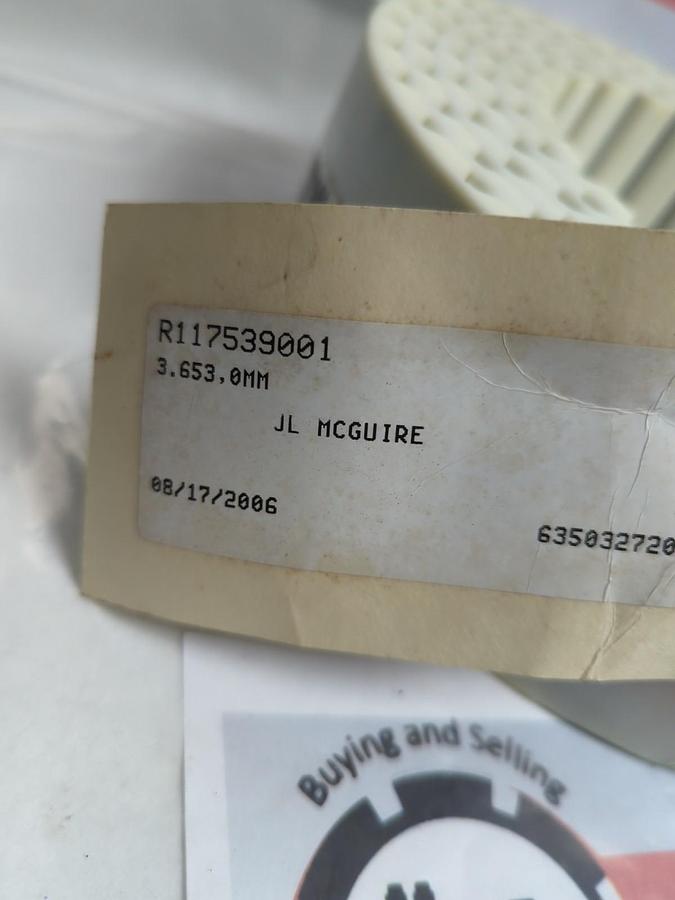 R117539001
3.653,0MM
JL MCGUIRE
08/17/2006
635032720
Buying and Selling